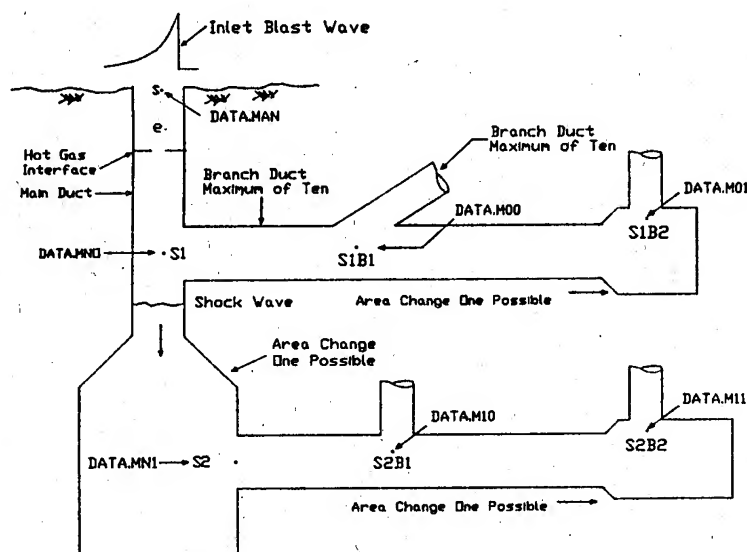 Inlet Blast Wave
s
DATA.MAN
e
Hot Gas
Interface
Main Duct
Branch Duct
Maximum of Ten
Branch Duct
Maximum of Ten
DATA.M00
DATA.M01
DATA.MN0
S1
S1B1
S1B2
Shock Wave
Area Change One Possible
Area Change
One Possible
DATA.M10
DATA.M11
DATA.MN1
S2
S2B1
S2B2
Area Change One Possible